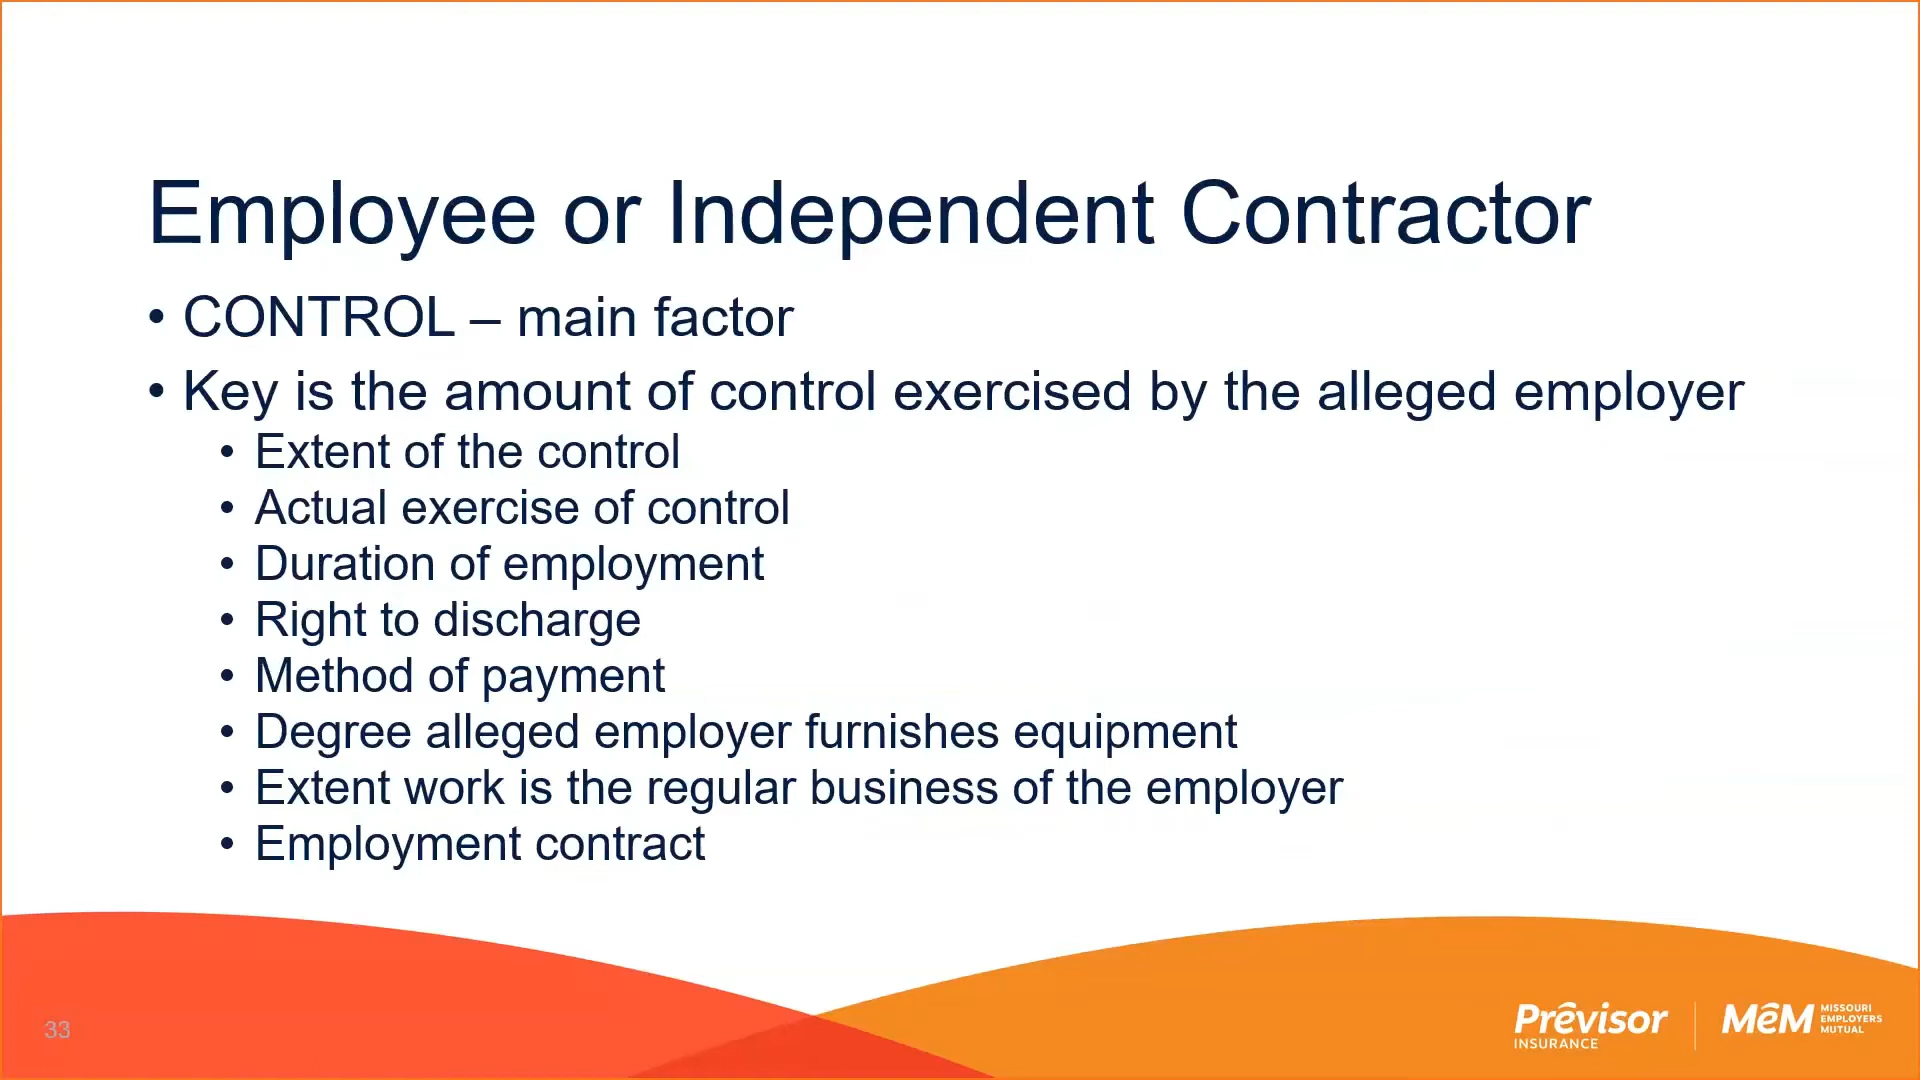 Employee or Independent Contractor
• CONTROL – main factor
• Key is the amount of control exercised by the alleged employer
• Extent of the control
• Actual exercise of control
• Duration of employment
• Right to discharge
• Method of payment
• Degree alleged employer furnishes equipment
• Extent work is the regular business of the employer
• Employment contract
33
Prêvisor
INSURANCE
MêM
MISSOURI
EMPLOYERS
MUTUAL